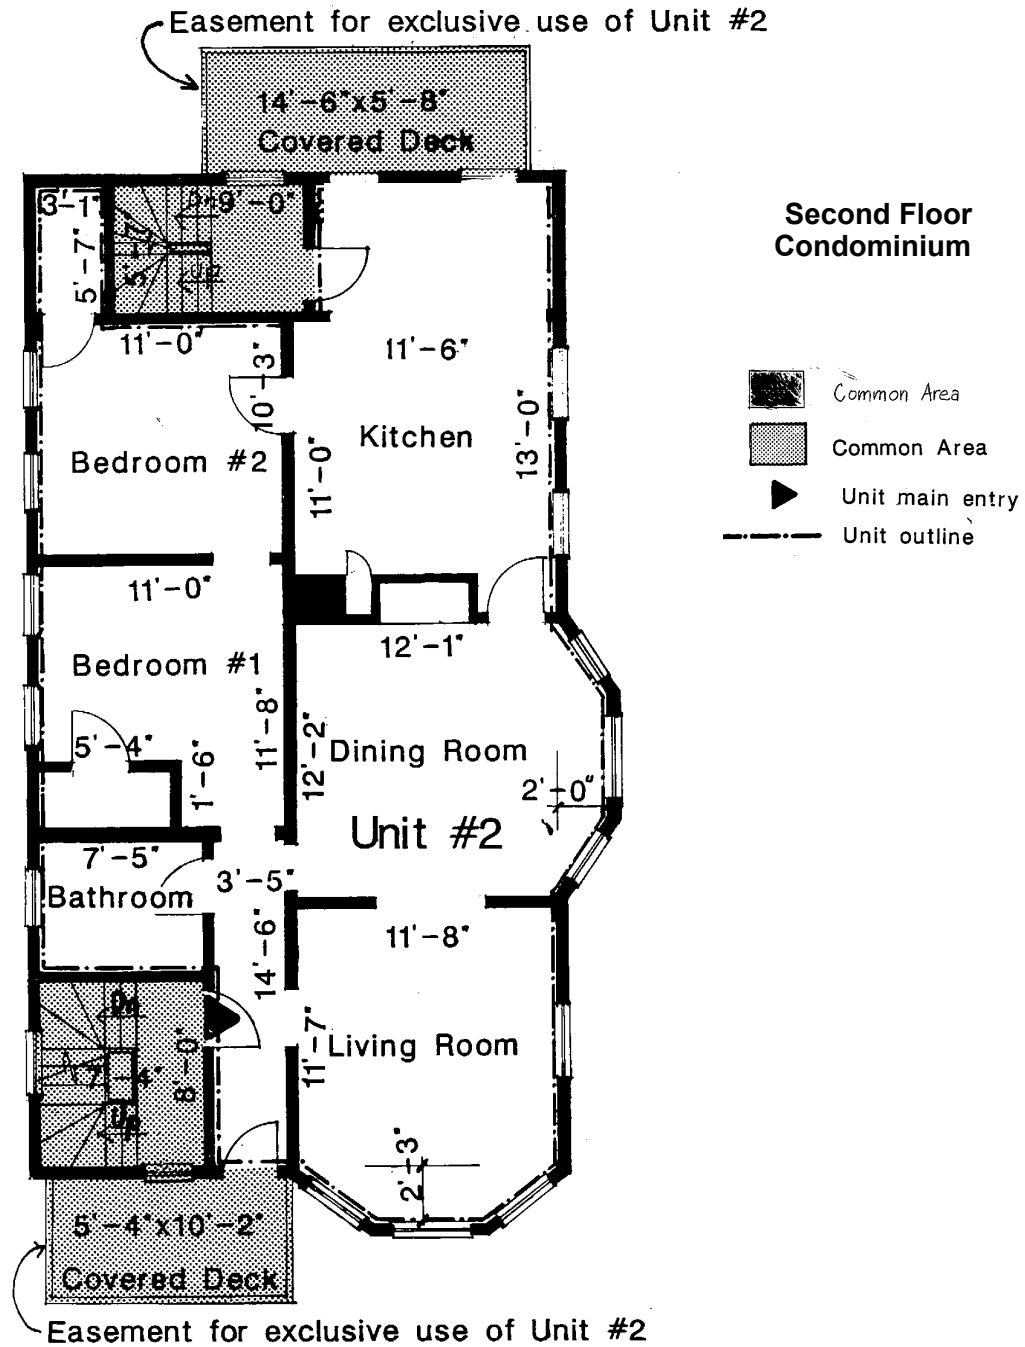 Easement for exclusive use of Unit #2
14'-6"x5'-8"
Covered Deck
3'-1"
Dn
9'-0"
5'-7"
5'-7"
Up
Second Floor
Condominium
11'-0"
10'-3"
11'-6"
Kitchen
13'-0"
11'-0"
Bedroom #2
Common Area
Common Area
Unit main entry
Unit outline
11'-0"
Bedroom #1
12'-1"
11'-8"
12'-2"
Dining Room
5'-4"
1'-6"
2'-0"
Unit #2
7'-5"
Bathroom
3'-5"
14'-6"
11'-8"
Dn
7'-4"
8'-0"
Up
11'-7"
Living Room
2'-3"
5'-4"x10'-2"
Covered Deck
Easement for exclusive use of Unit #2